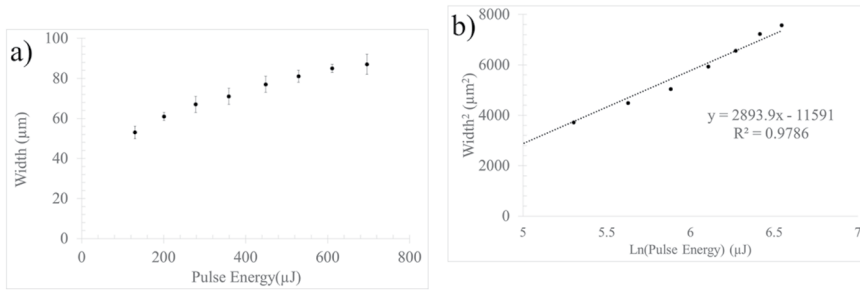 a)
100
80
60
40
20
0
Width (µm)
0 200 400 600 800
Pulse Energy(µJ)
b)
8000
6000
4000
2000
0
Width² (µm²)
y = 2893.9x - 11591
R² = 0.9786
5 5.5 6 6.5 7
Ln(Pulse Energy) (µJ)